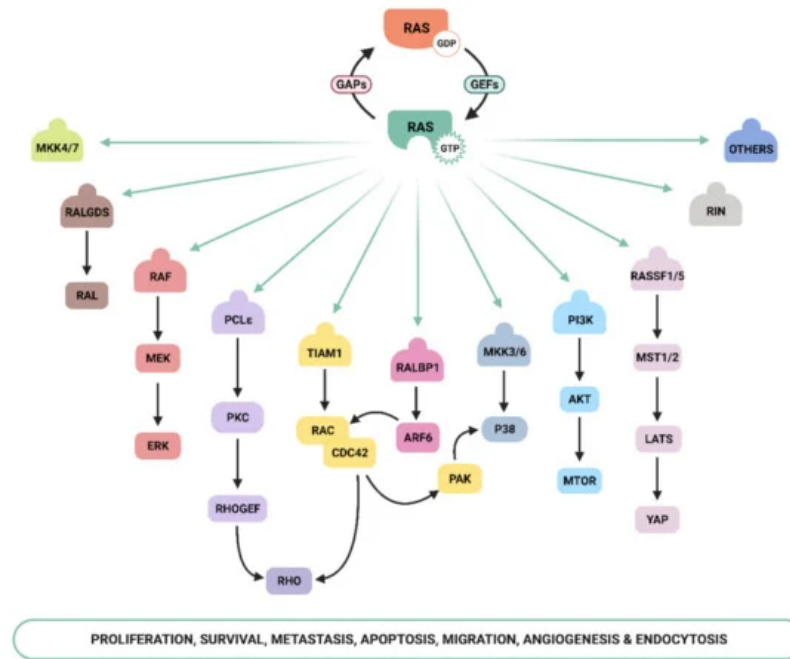 RAS
GDP
GAPs
GEFs
RAS
GTP
MKK4/7
OTHERS
RALGDS
RIN
RAF
RASSF1/5
RAL
PCLε
PI3K
TIAM1
MKK3/6
MEK
RALBP1
MST1/2
AKT
PKC
RAC
ARF6
P38
LATS
ERK
CDC42
PAK
MTOR
RHOGEF
YAP
RHO
PROLIFERATION, SURVIVAL, METASTASIS, APOPTOSIS, MIGRATION, ANGIOGENESIS & ENDOCYTOSIS